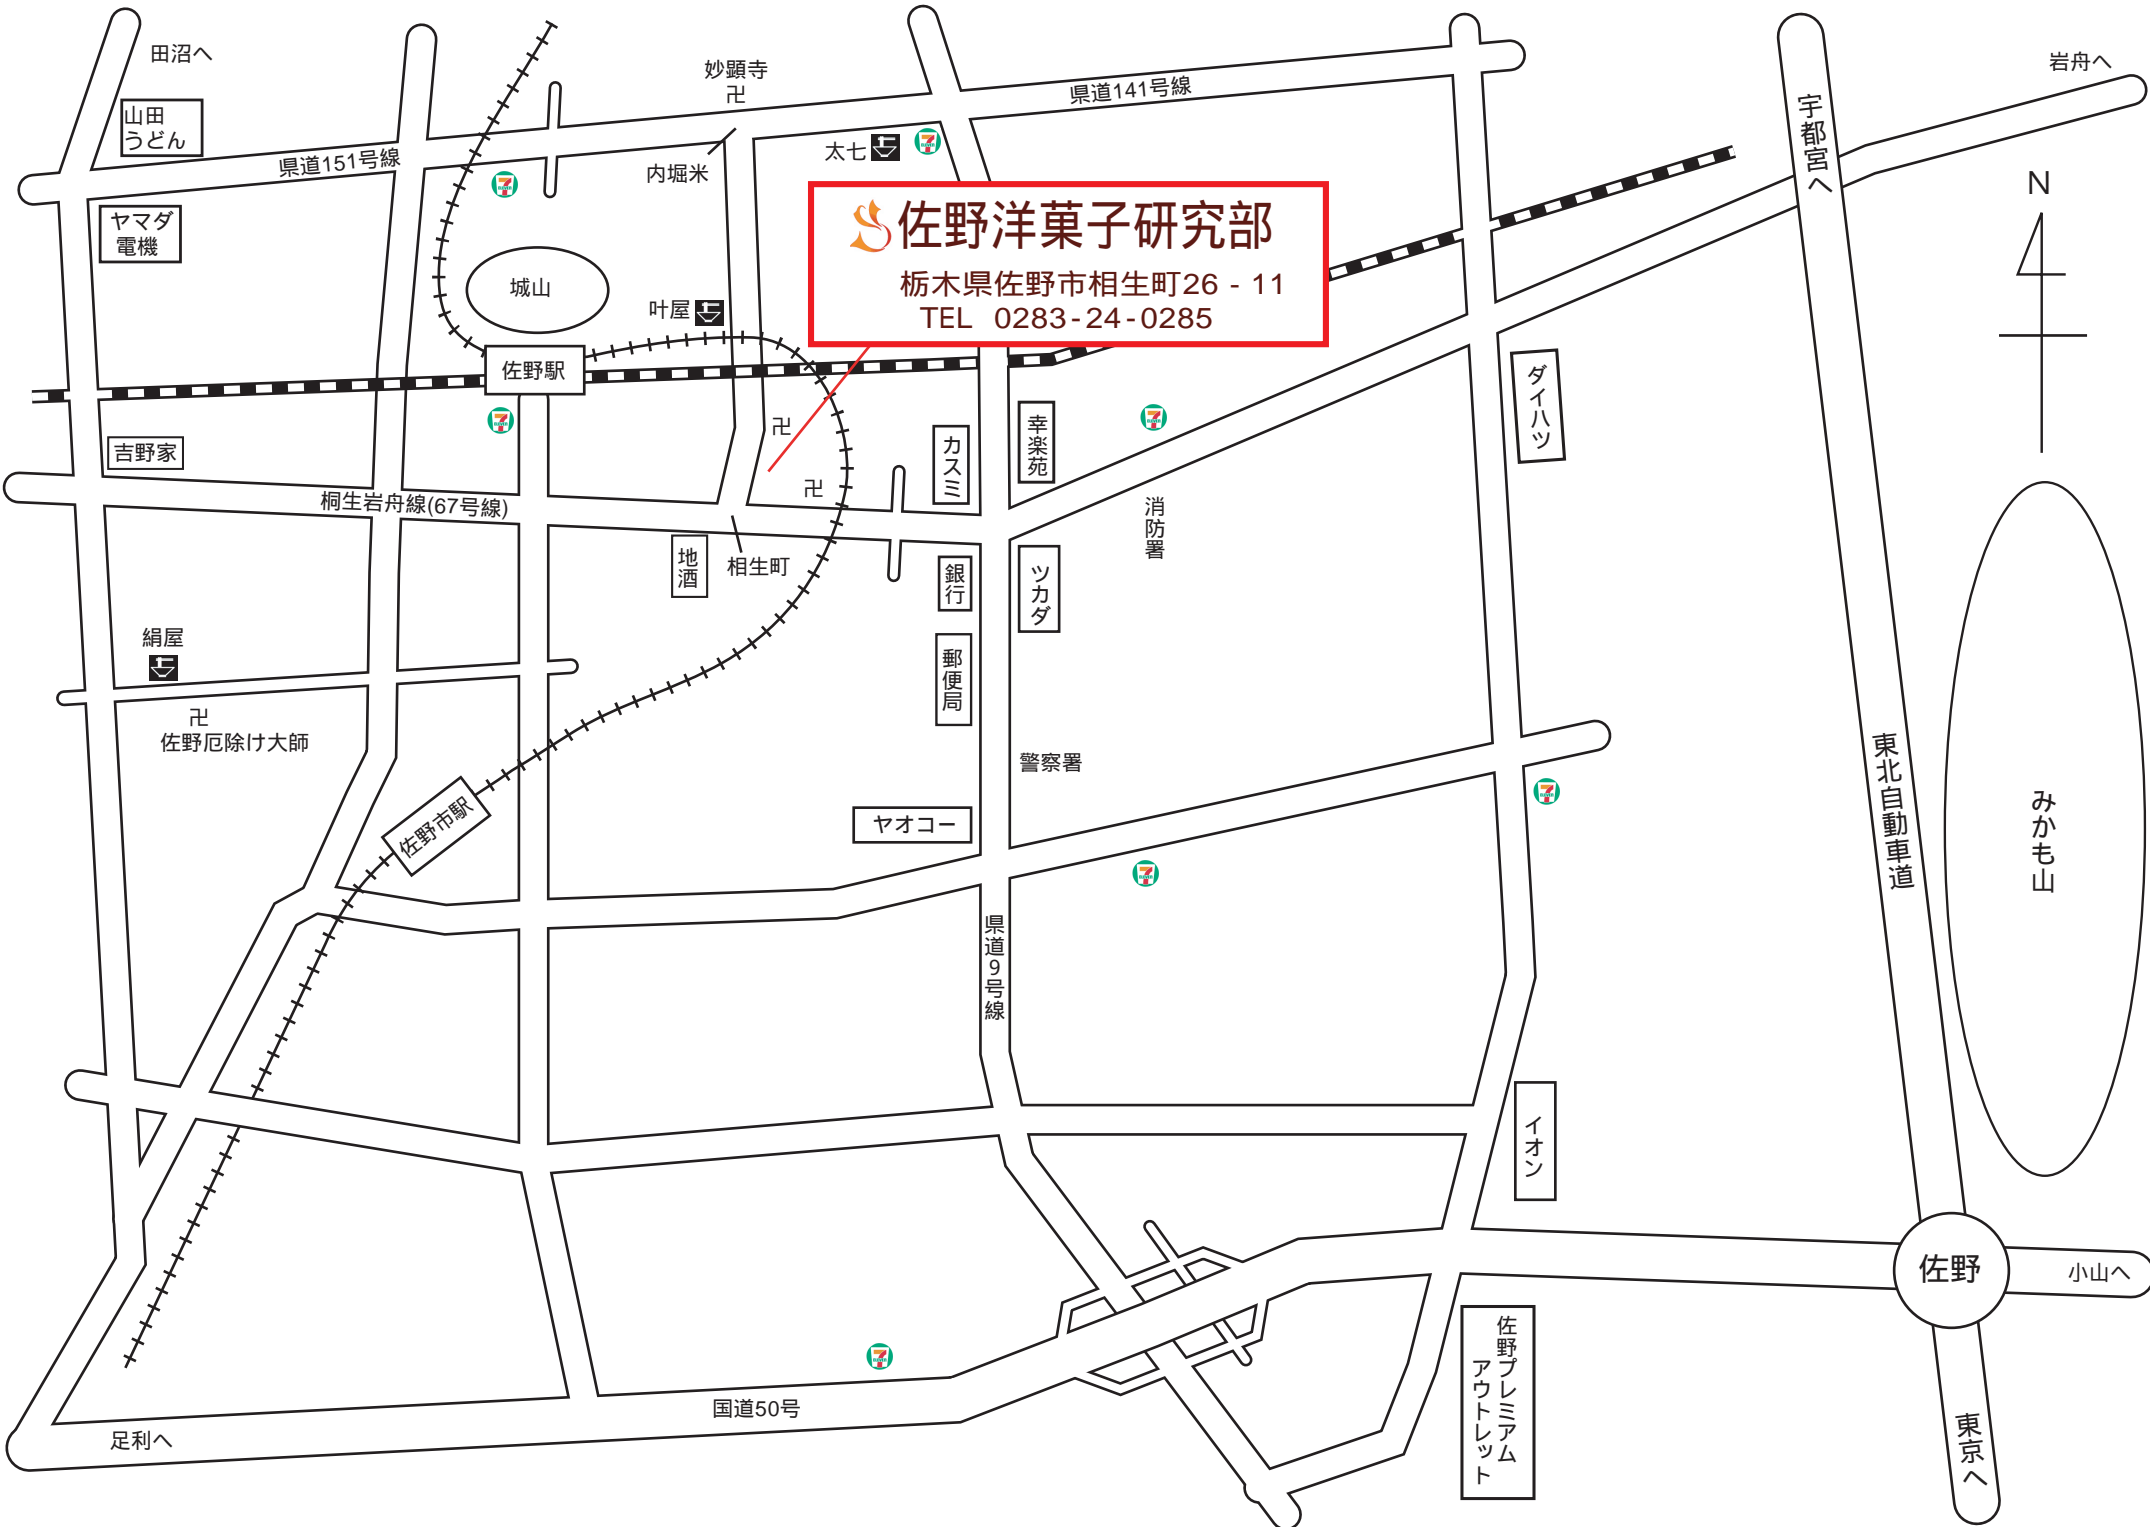 田沼へ
山田
うどん
県道151号線
ヤマダ
電機
妙顕寺
卍
内堀米
太七
県道141号線
宇都宮へ
岩舟へ
N
佐野洋菓子研究部
栃木県佐野市相生町26-11
TEL 0283-24-0285
城山
叶屋
佐野駅
吉野家
桐生岩舟線(67号線)
卍
卍
カスミ
幸楽苑
ダイハツ
消防署
地酒
相生町
銀行
ツカダ
郵便局
絹屋
卍
佐野厄除け大師
警察署
佐野市駅
ヤオコー
県道9号線
東北自動車道
みかも山
イオン
佐野
小山へ
佐野プレミアム
アウトレット
国道50号
足利へ
東京へ